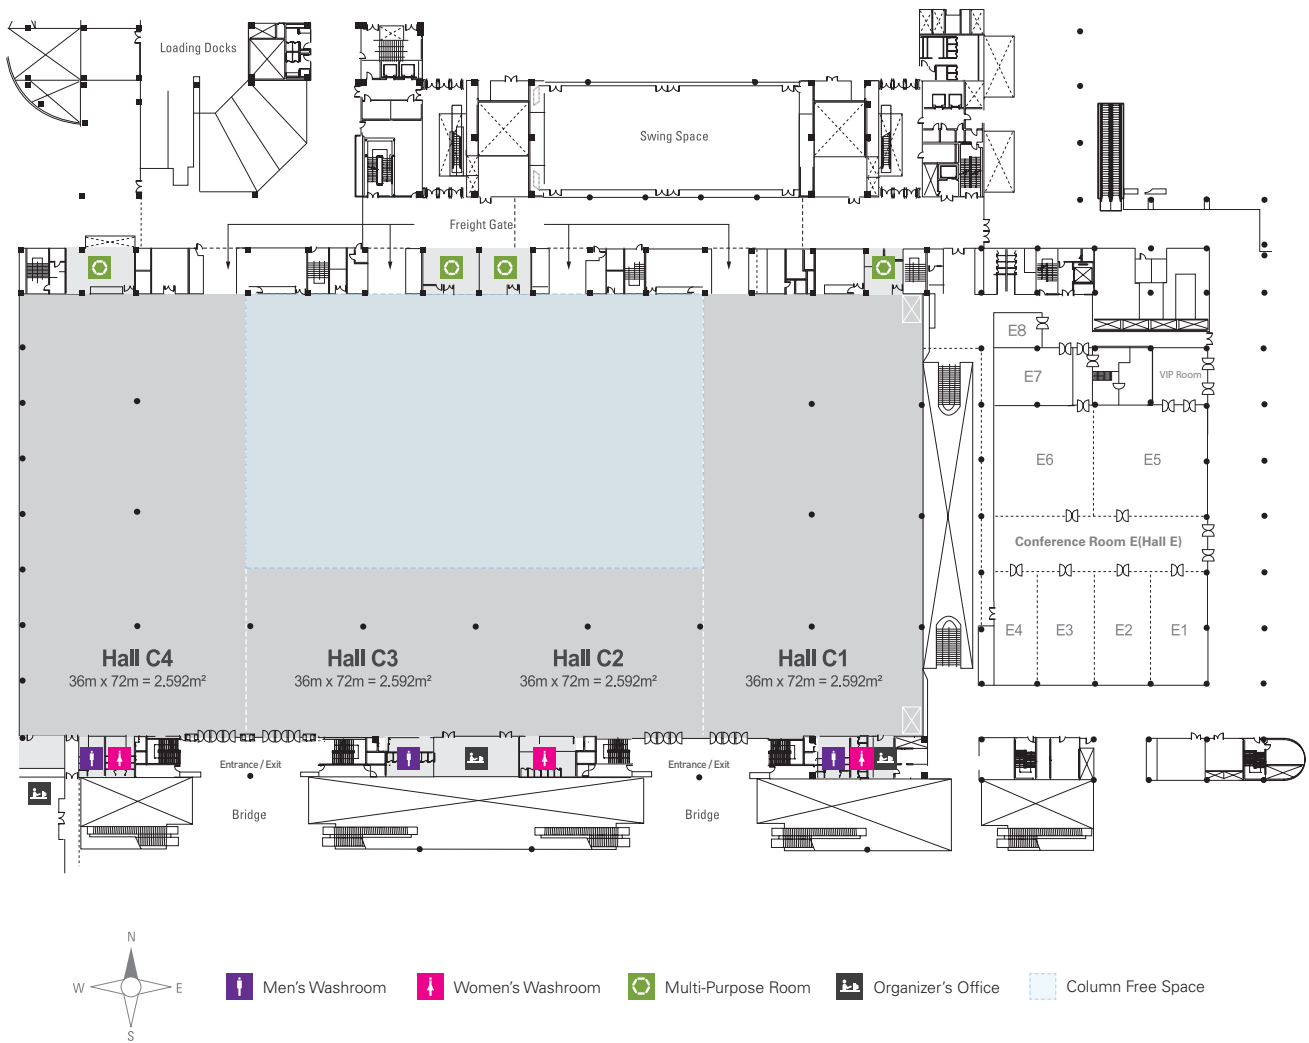 Loading Docks
Swing Space
Freight Gate
E8
E7
VIP Room
E6
E5
Conference Room E(Hall E)
E4
E3
E2
E1
Hall C4
36m x 72m = 2.592m²
Hall C3
36m x 72m = 2.592m²
Hall C2
36m x 72m = 2.592m²
Hall C1
36m x 72m = 2.592m²
Entrance / Exit
Entrance / Exit
Bridge
Bridge
N
W
E
S
Men's Washroom
Women's Washroom
Multi-Purpose Room
Organizer's Office
Column Free Space